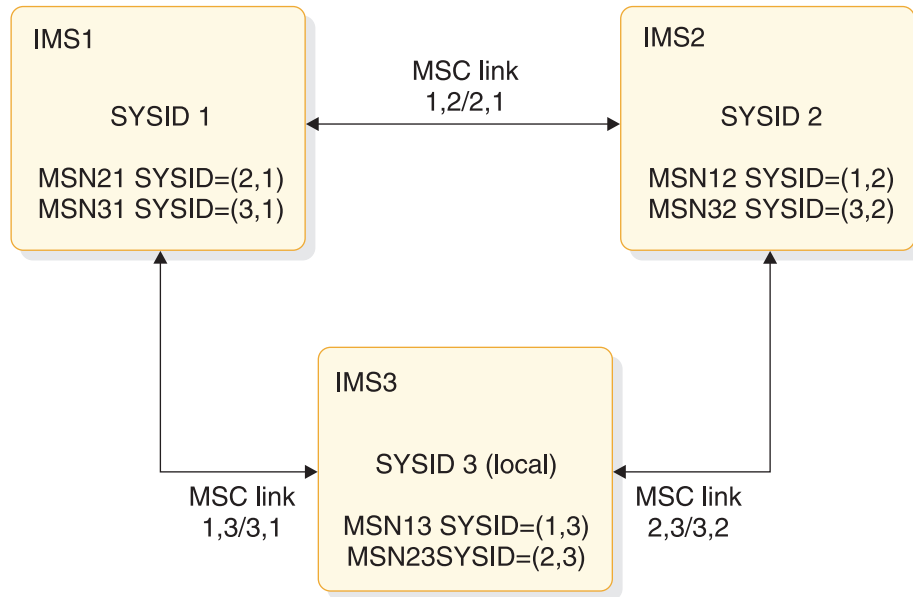 IMS1
SYSID 1
MSN21 SYSID=(2,1)
MSN31 SYSID=(3,1)
MSC link
1,2/2,1
IMS2
SYSID 2
MSN12 SYSID=(1,2)
MSN32 SYSID=(3,2)
IMS3
SYSID 3 (local)
MSN13 SYSID=(1,3)
MSN23SYSID=(2,3)
MSC link
1,3/3,1
MSC link
2,3/3,2